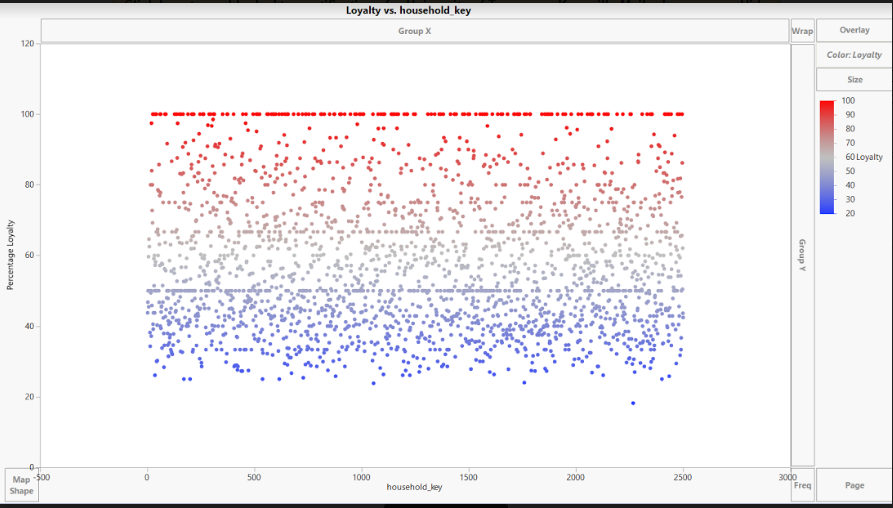 Loyalty vs. household_key
Group X
Wrap
Overlay
Color: Loyalty
Size
120
100
80
60
40
20
0
Percentage Loyalty
100
90
80
70
60 Loyalty
50
40
30
20
Group Y
Map
Shape
-500
0
500
1000
1500
2000
2500
3000
household_key
Freq
Page